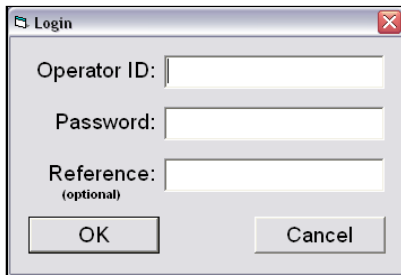 Login
Operator ID:
Password:
Reference:
(optional)
OK Cancel